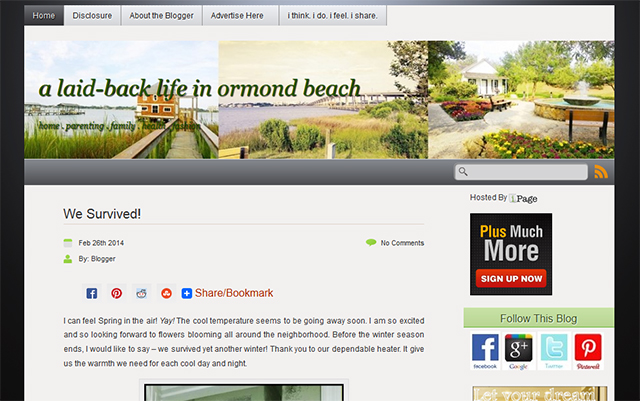 Home Disclosure About the Blogger Advertise Here i think. i do. i feel. i share.
a laid-back life in ormond beach
home . parenting . family . health . fashion
Hosted By iPage
We Survived!
Feb 26th 2014 No Comments
By: Blogger
Share/Bookmark
I can feel Spring in the air! Yay! The cool temperature seems to be going away soon. I am so excited
and so looking forward to flowers blooming all around the neighborhood. Before the winter season
ends, I would like to say – we survived yet another winter! Thank you to our dependable heater. It give
us the warmth we need for each cool day and night.
Plus Much
More
SIGN UP NOW
Follow This Blog
facebook Google Twitter Pinterest
Let your dream